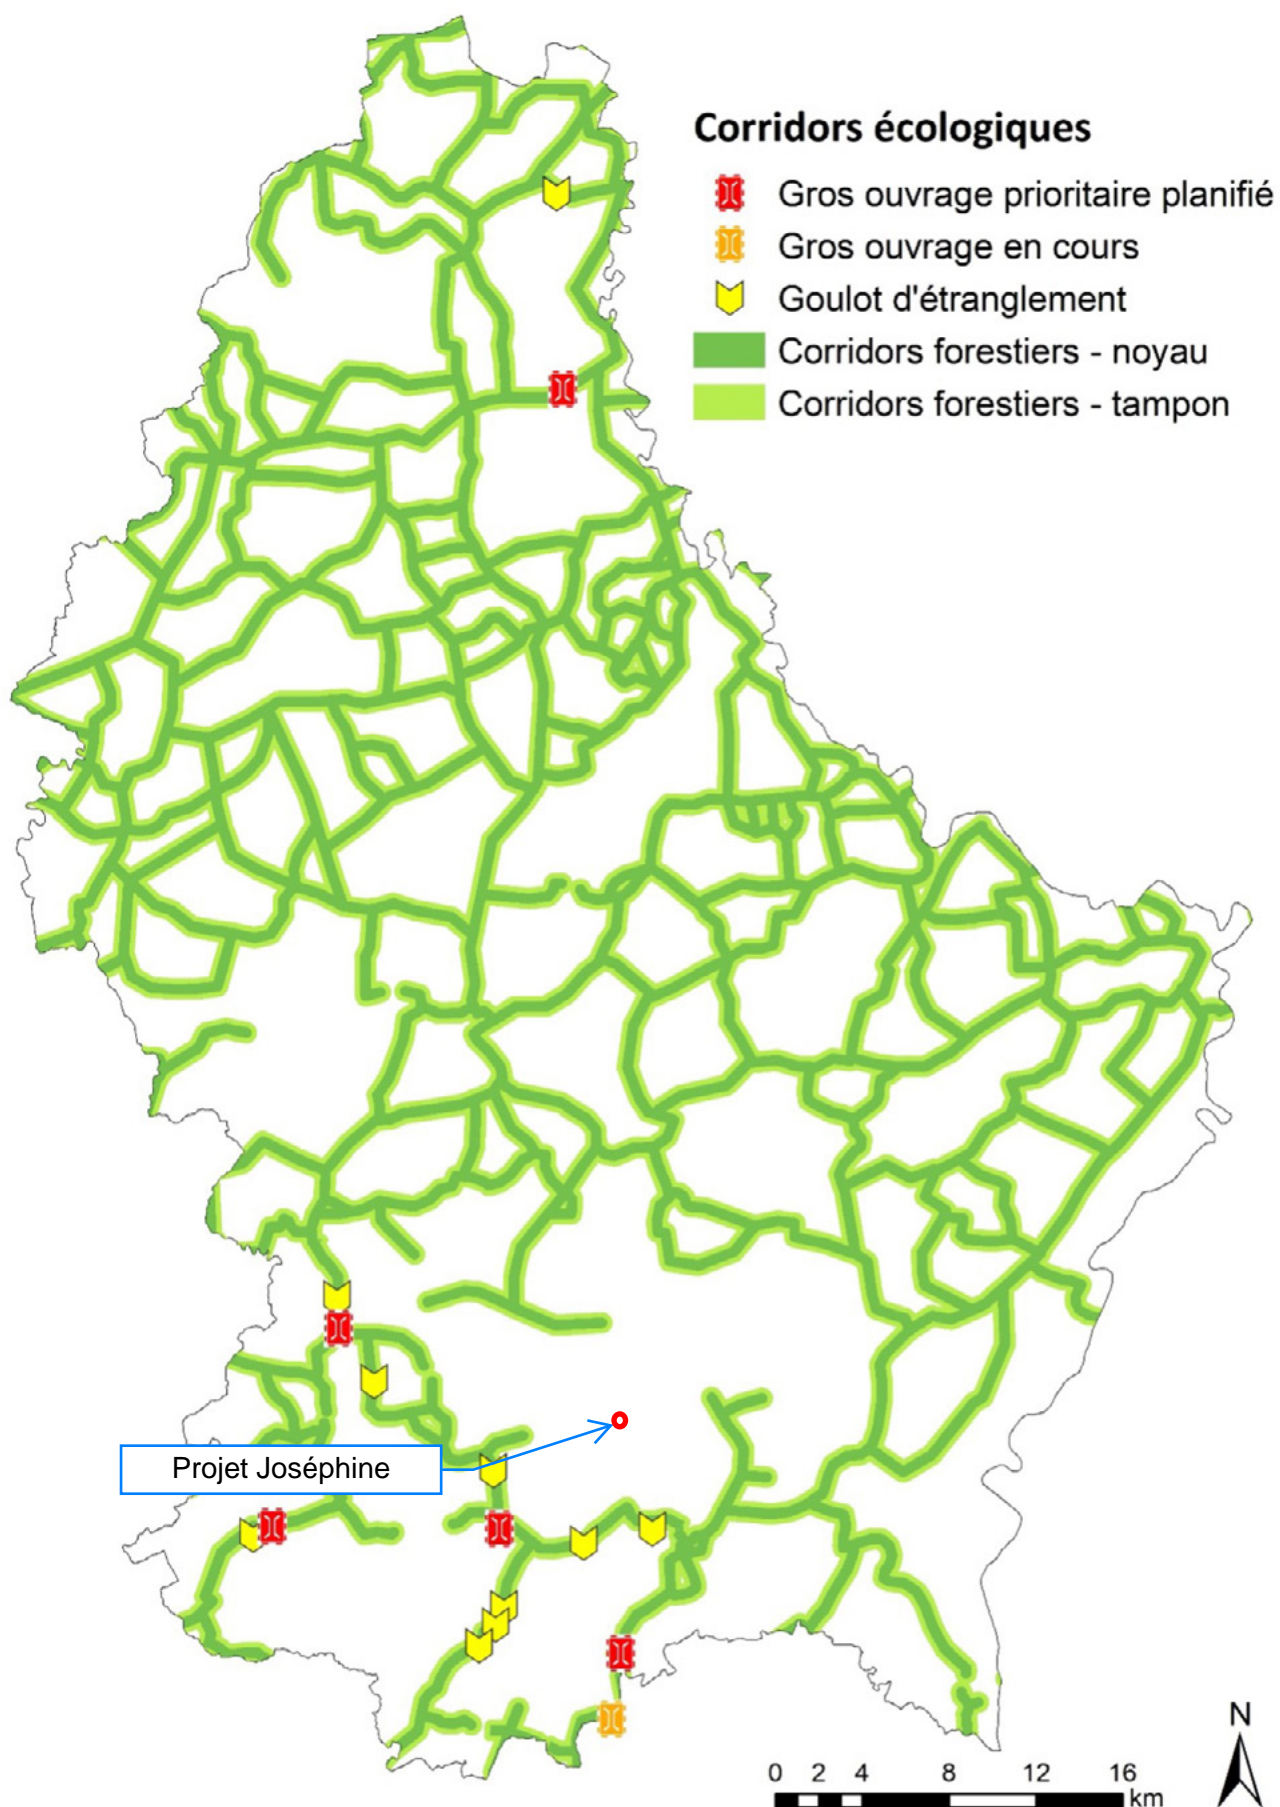 Corridors écologiques
Gros ouvrage prioritaire planifié
Gros ouvrage en cours
Goulot d'étranglement
Corridors forestiers - noyau
Corridors forestiers - tampon
Projet Joséphine
N
0 2 4 8 12 16
km